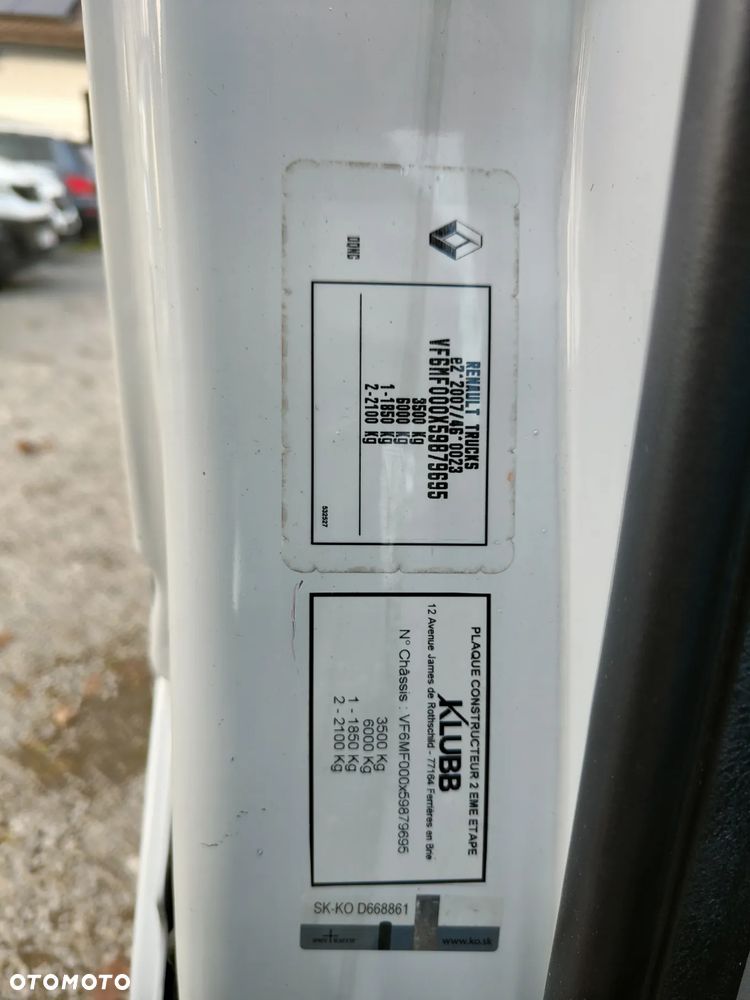 DONG
RENAULT TRUCKS
e2*2007/46*0023
VF6MF000X59879695
3500 Kg
6000 Kg
1-1850 Kg
2-2100 Kg
532527
PLAQUE CONSTRUCTEUR 2 EME ETAPE
KLUBB
12 Avenue James de Rothschild - 77164 Ferrières en Brie
N° Châssis : VF6MF000x59879695
3500 Kg
6000 Kg
1 - 1850 Kg
2 - 2100 Kg
SK-KO D668861
www.ko.sk
OTOMOTO